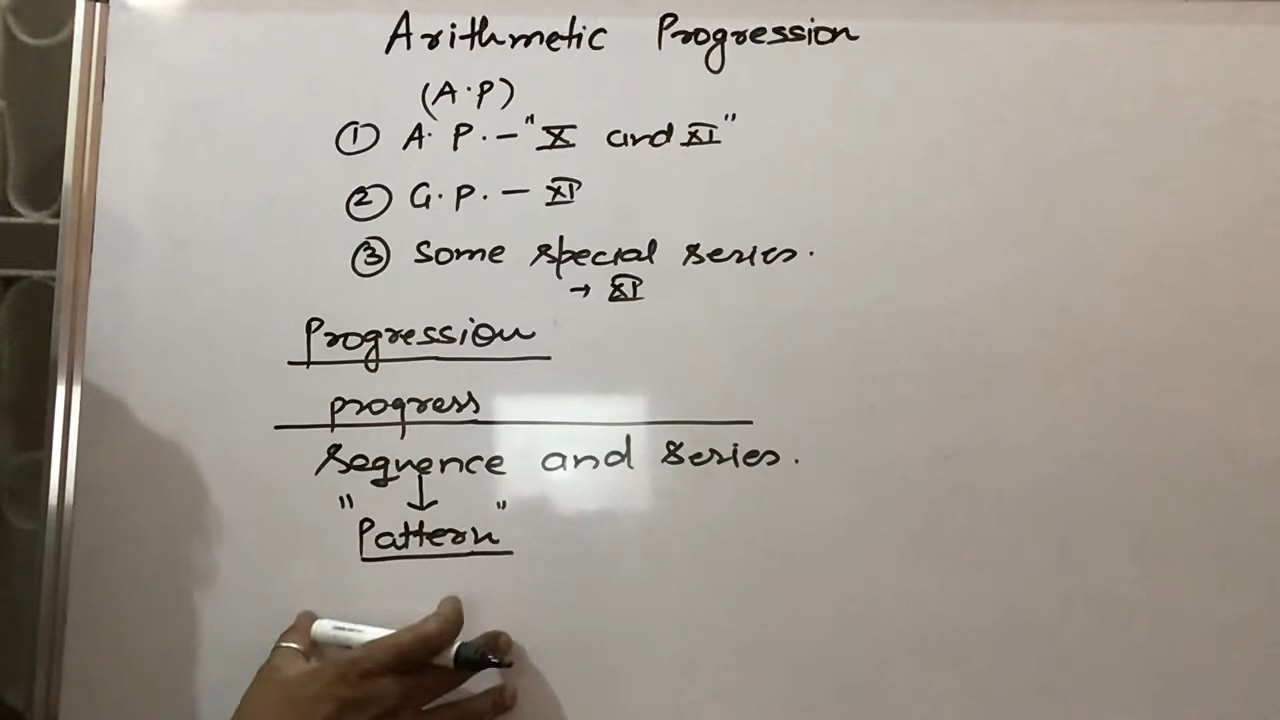 Arithmetic Progression
(A.P)
① A. P. - "X and XI"
② G.P. - XI
③ Some special series.
→ XI
Progression
progress
sequence and series.
↓
"Pattern"